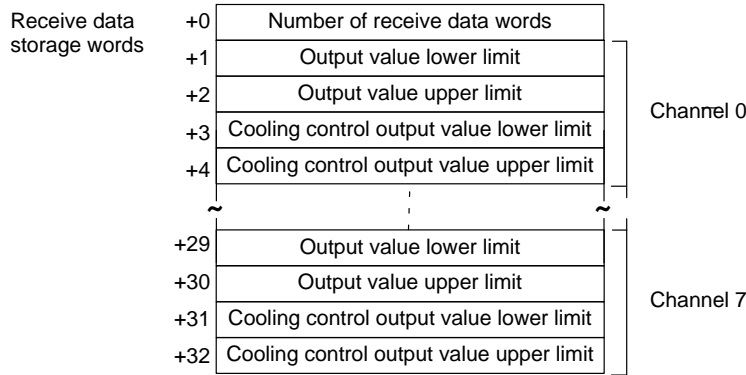 Receive data
storage words
+0 Number of receive data words
+1 Output value lower limit
+2 Output value upper limit
+3 Cooling control output value lower limit
+4 Cooling control output value upper limit
Channel 0
~ ~
+29 Output value lower limit
+30 Output value upper limit
+31 Cooling control output value lower limit
+32 Cooling control output value upper limit
Channel 7